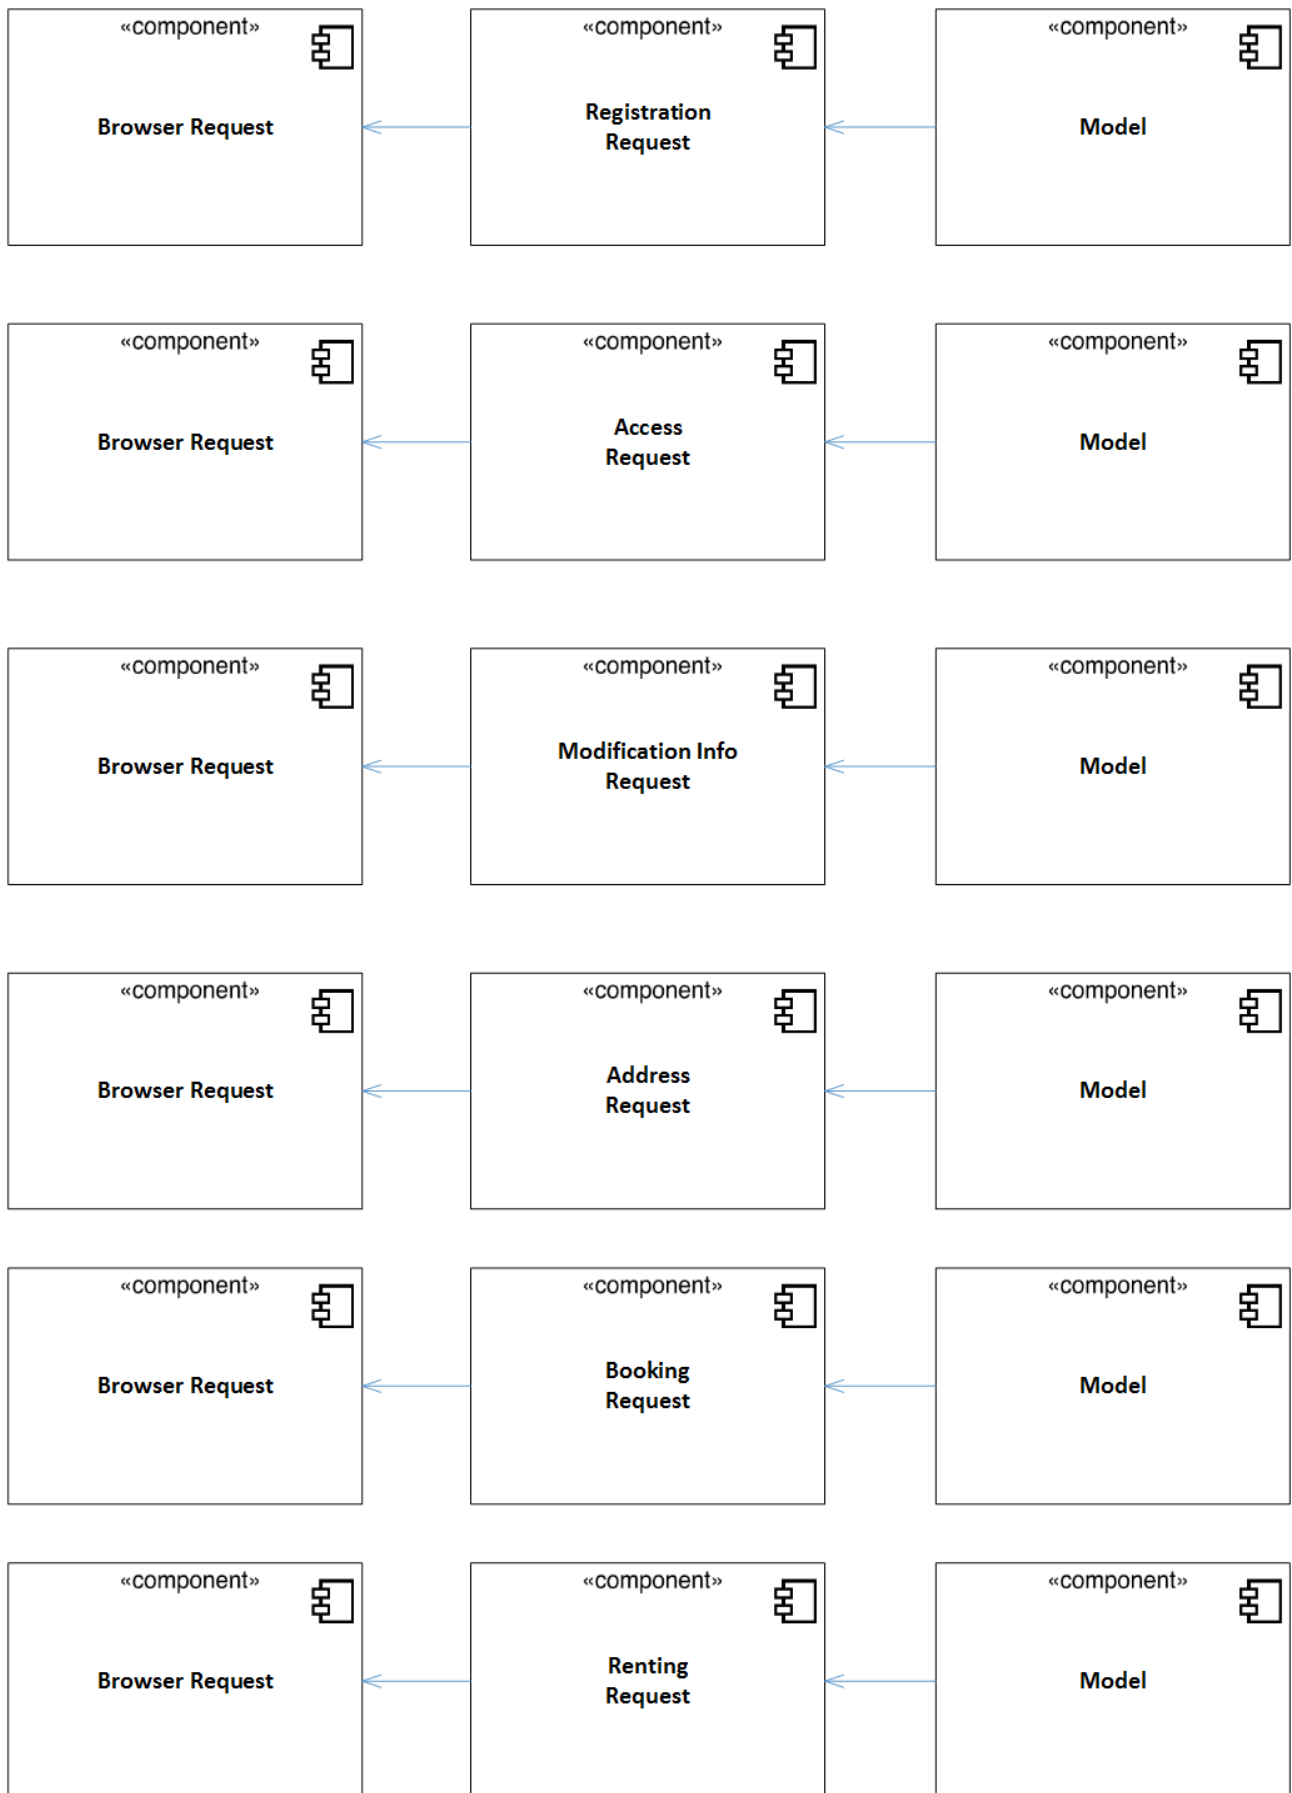 «component»
«component»
«component»
Browser Request
Registration
Request
Model
«component»
«component»
«component»
Browser Request
Access
Request
Model
«component»
«component»
«component»
Browser Request
Modification Info
Request
Model
«component»
«component»
«component»
Browser Request
Address
Request
Model
«component»
«component»
«component»
Browser Request
Booking
Request
Model
«component»
«component»
«component»
Browser Request
Renting
Request
Model